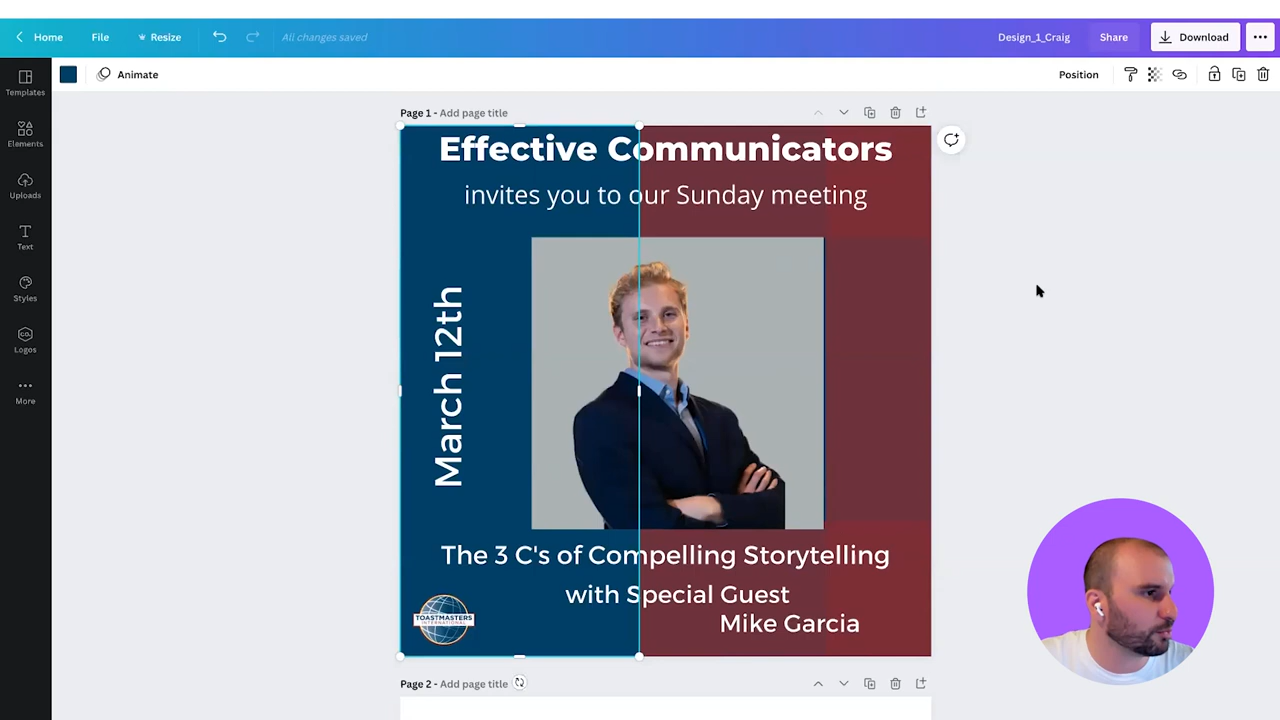 Home
File
Resize
All changes saved
Design_1_Craig
Share
Download
Animate
Position
Templates
Elements
Uploads
Text
Styles
CO.
Logos
More
Page 1 - Add page title
Effective Communicators
invites you to our Sunday meeting
March 12th
The 3 C's of Compelling Storytelling
with Special Guest
Mike Garcia
TOASTMASTERS
INTERNATIONAL
Page 2 - Add page title